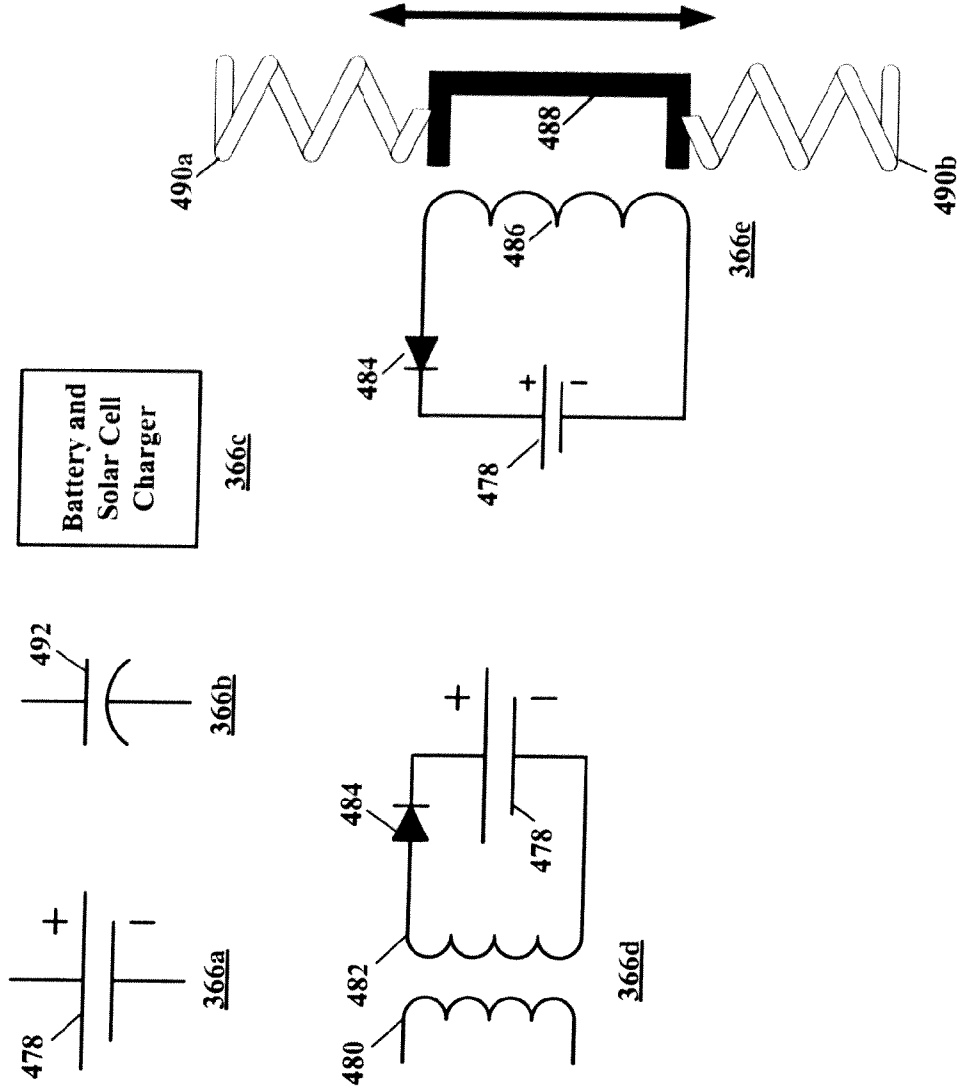 478
+
−
366a
492
366b
Battery and
Solar Cell
Charger
366c
480
482
484
+
−
478
366d
490a
484
+
−
478
486
488
366e
490b